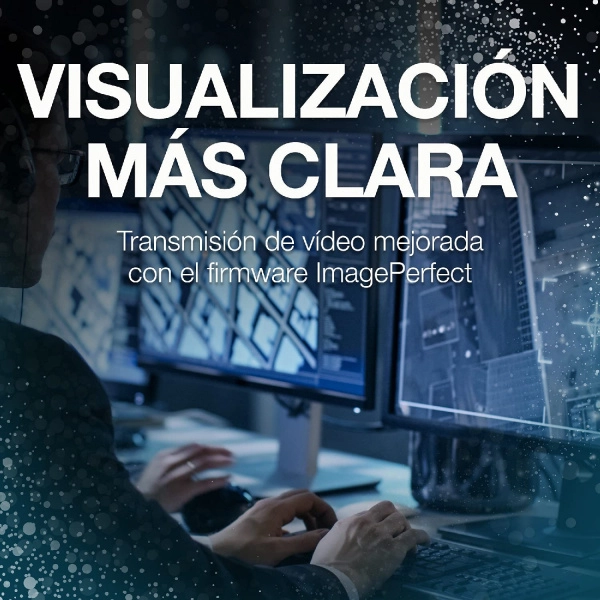 VISUALIZACIÓN
MÁS CLARA
Transmisión de vídeo mejorada
con el firmware ImagePerfect